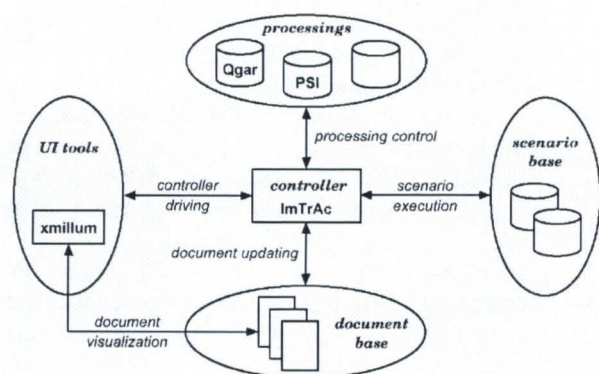 processings
Qgar
PSI
processing control
UI tools
scenario
base
controller
driving
controller
ImTrAc
scenario
execution
xmillum
document updating
document
visualization
document
base